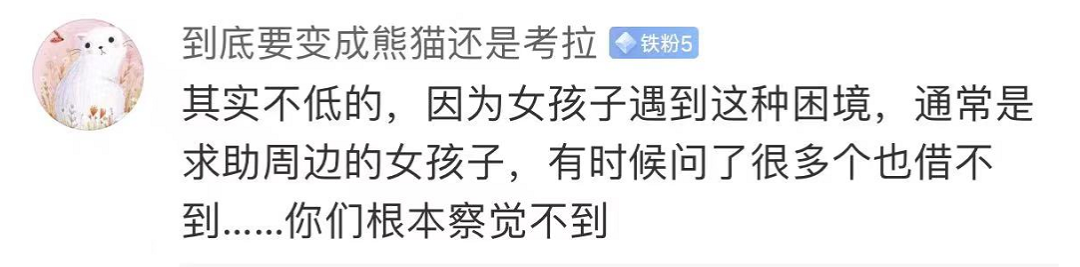 到底要变成熊猫还是考拉 铁粉5
其实不低的，因为女孩子遇到这种困境，通常是
求助周边的女孩子，有时候问了很多个也借不
到……你们根本察觉不到